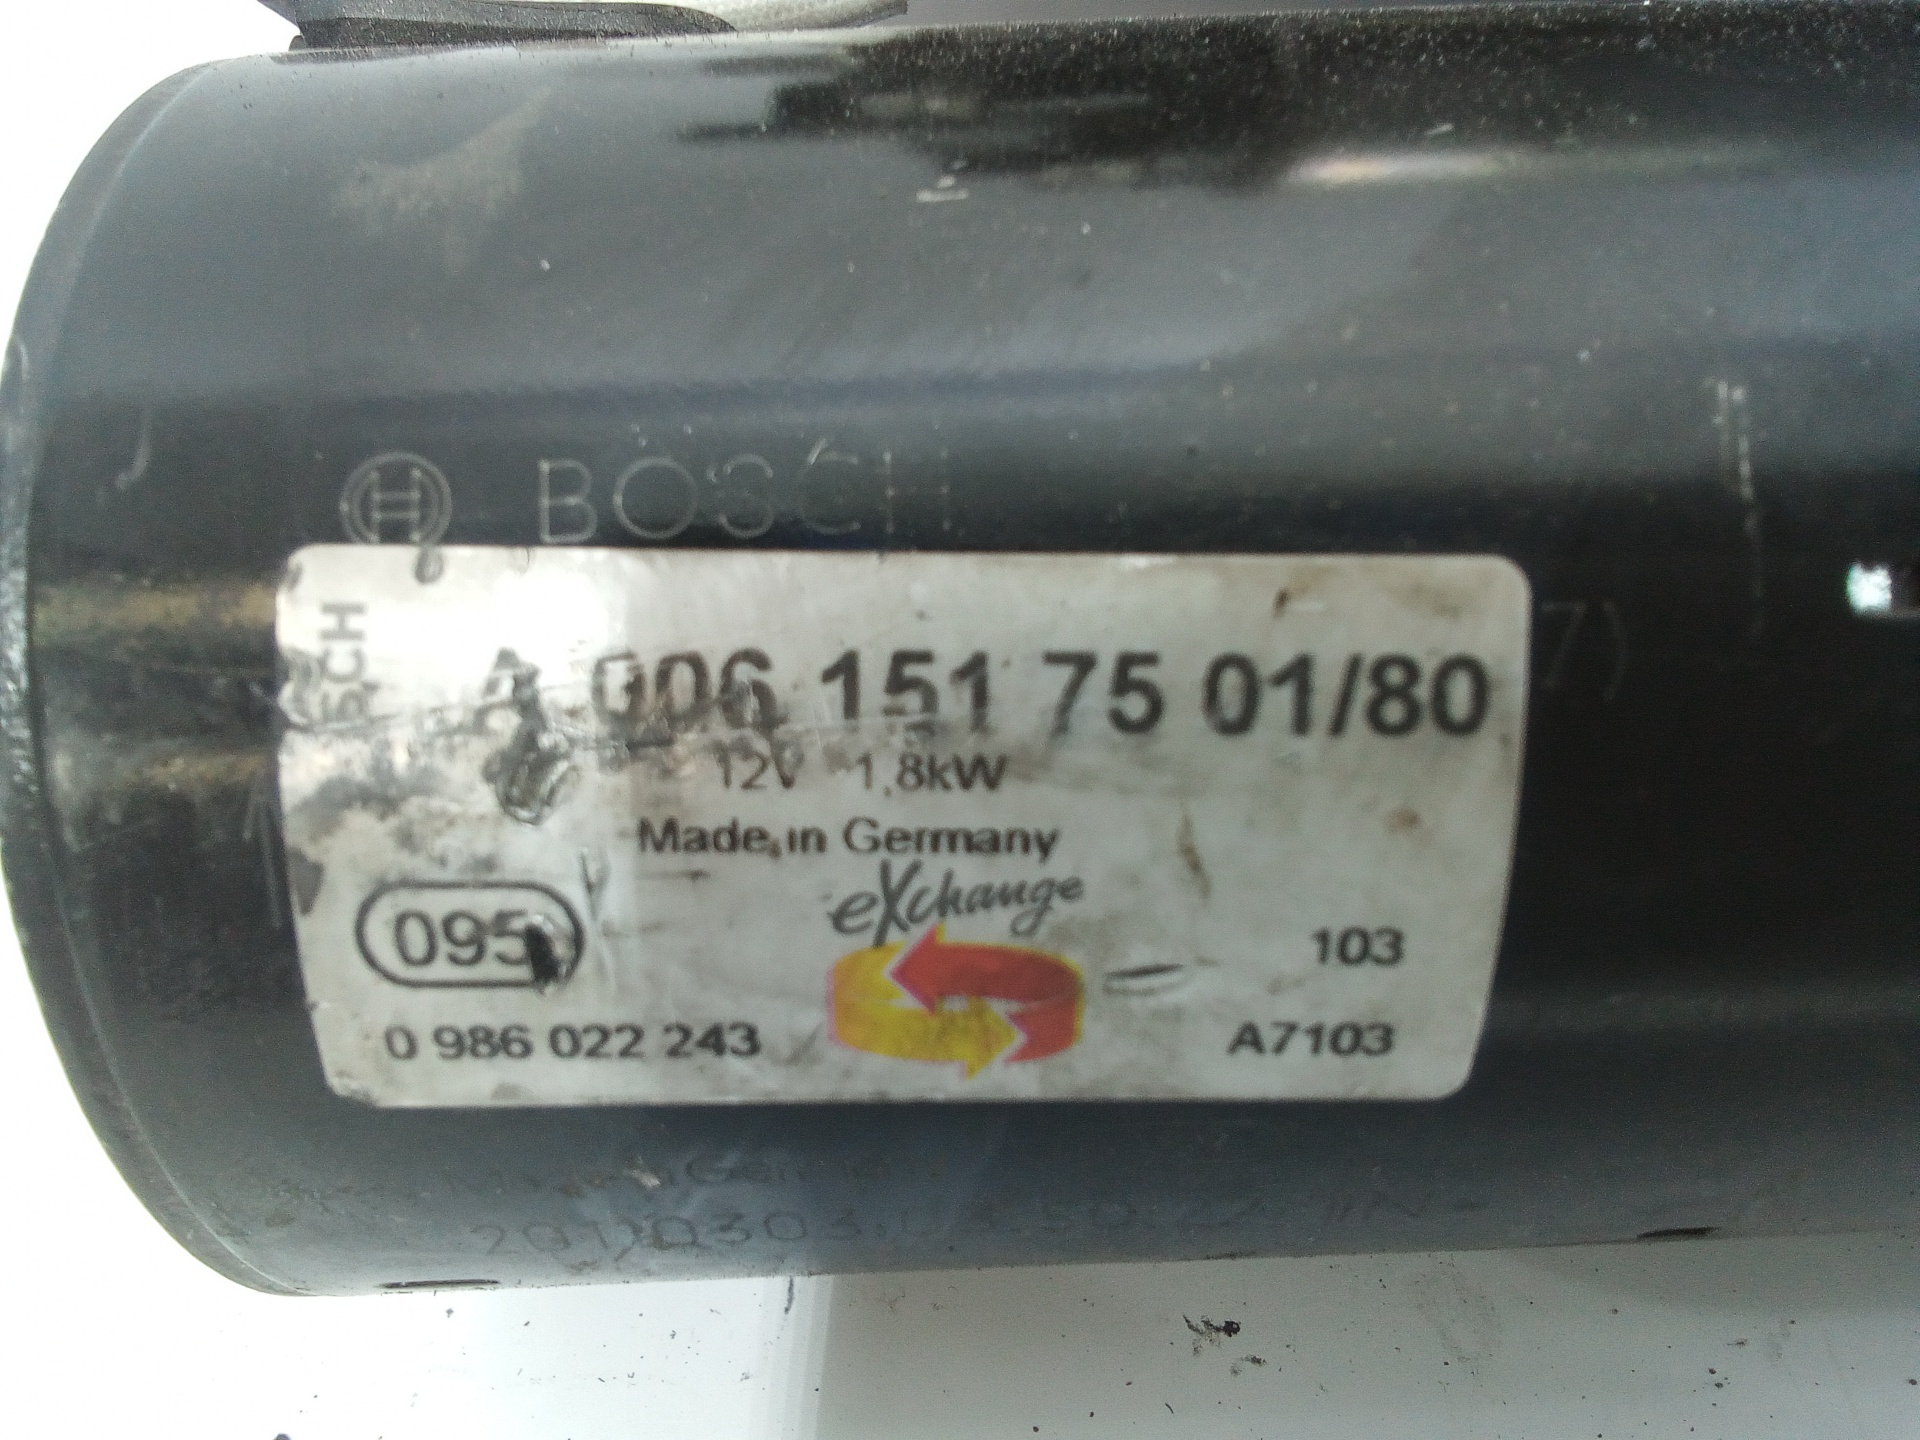 BOSCH
SCH
006 151 75 01/80
12V 1,8kW
Made in Germany
eXchange
095
103
0 986 022 243
A7103